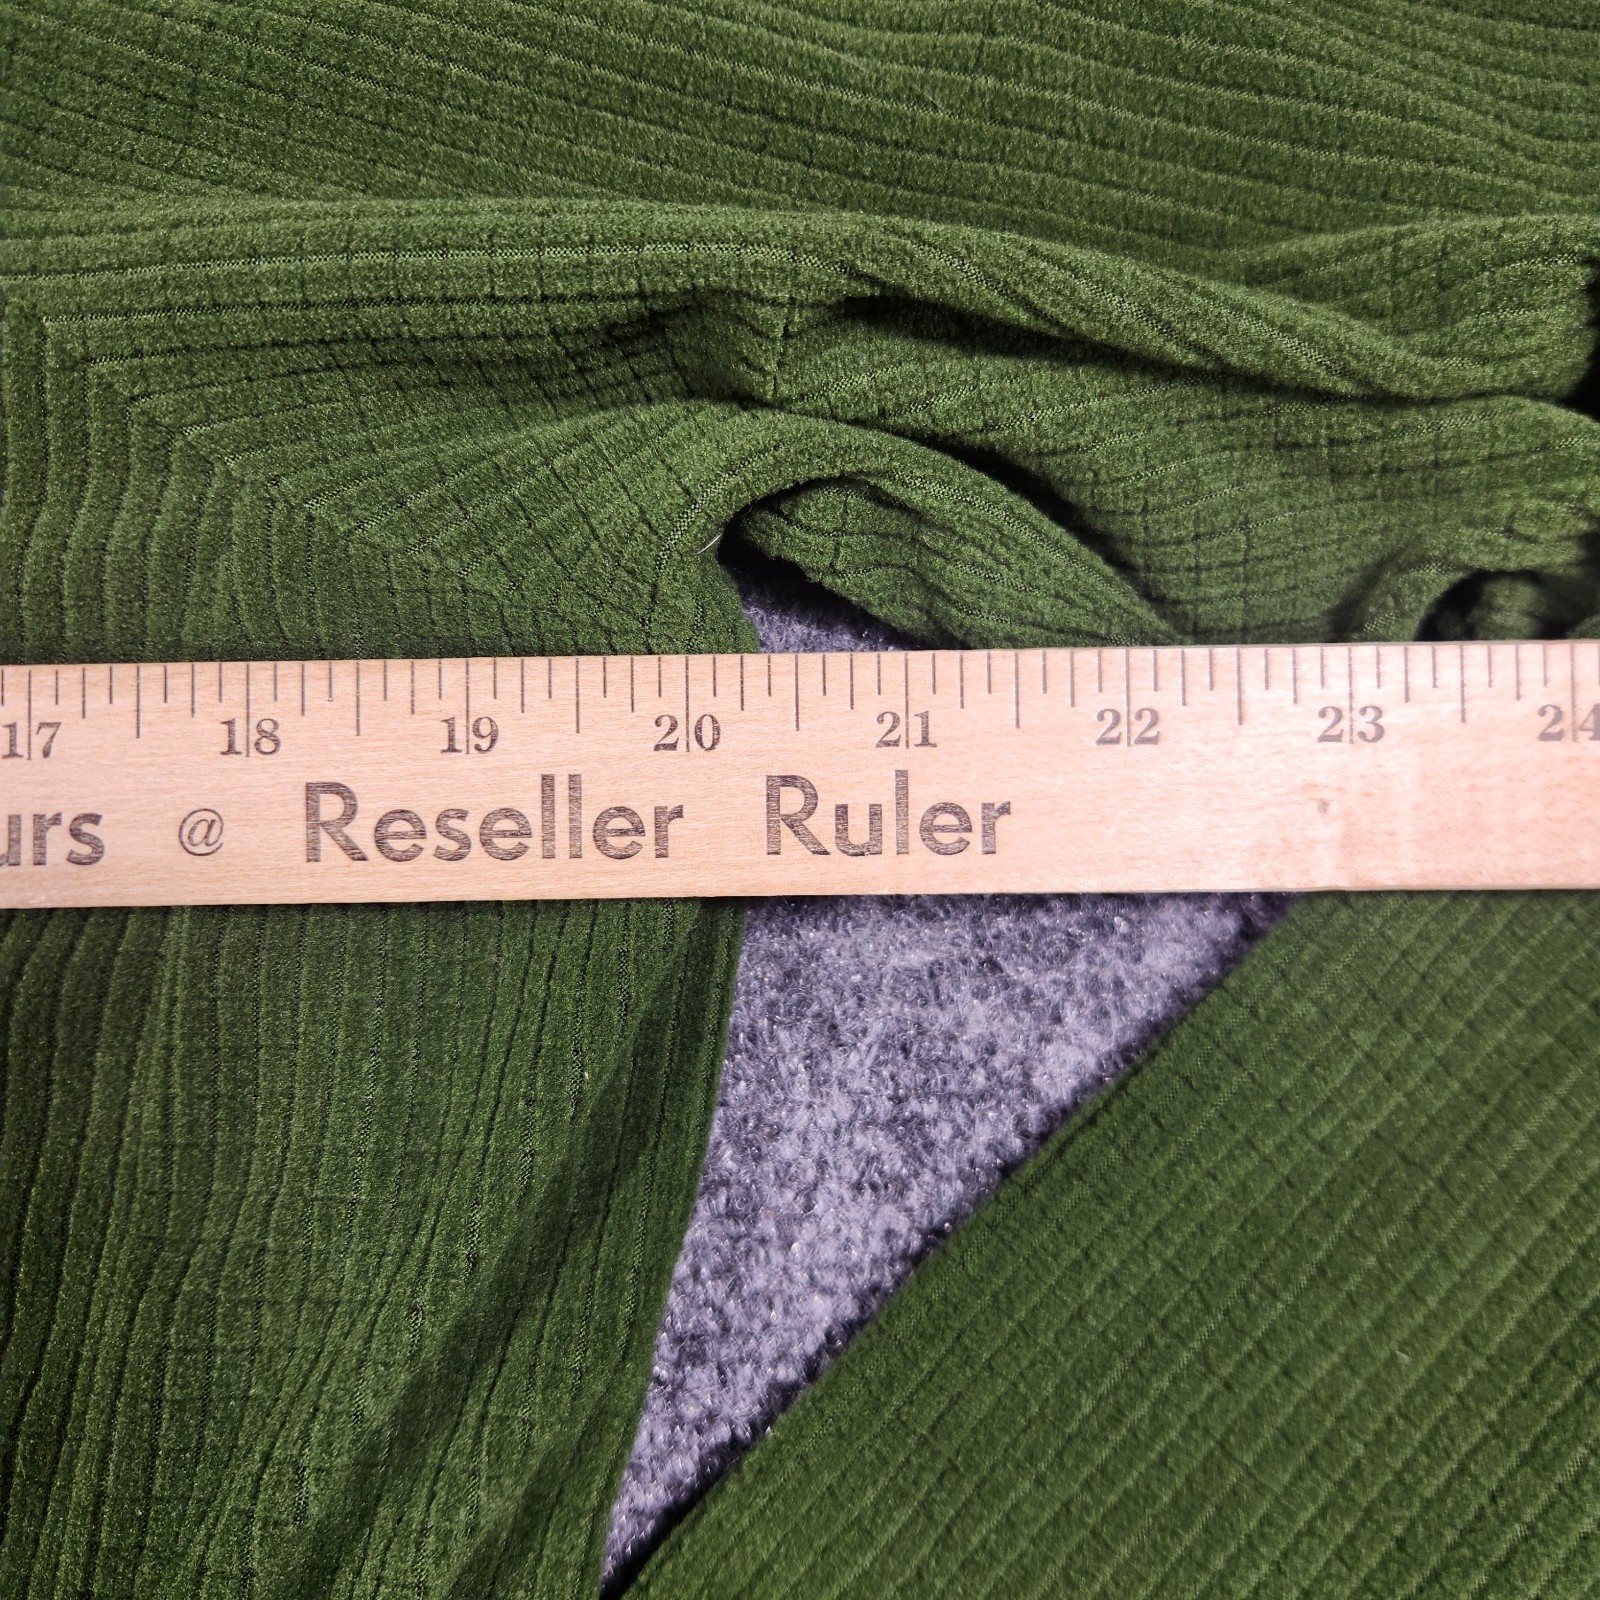 17 18 19 20 21 22 23 24
urs @ Reseller Ruler